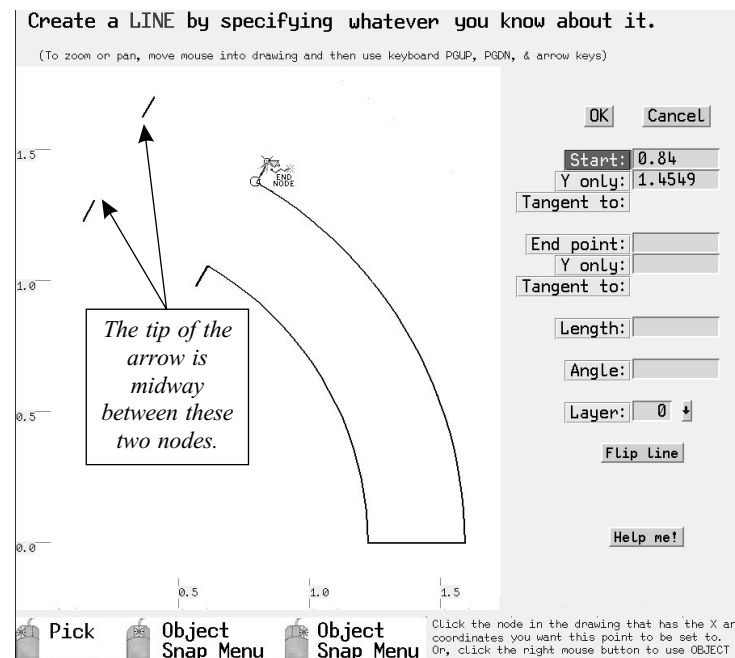 Create a LINE by specifying whatever you know about it.
(To zoom or pan, move mouse into drawing and then use keyboard PGUP, PGDN, & arrow keys)
OK Cancel
Start: 0.84
Y only: 1.4549
Tangent to:
End point:
Y only:
Tangent to:
Length:
Angle:
Layer: 0
Flip line
Help me!
1.5
1.0
0.5
0.0
END
NODE
The tip of the
arrow is
midway
between these
two nodes.
0.5 1.0 1.5
Pick
Object
Snap Menu
Object
Snap Menu
Click the node in the drawing that has the X
coordinates you want this point to be set to.
Or, click the right mouse button to use OBJECT